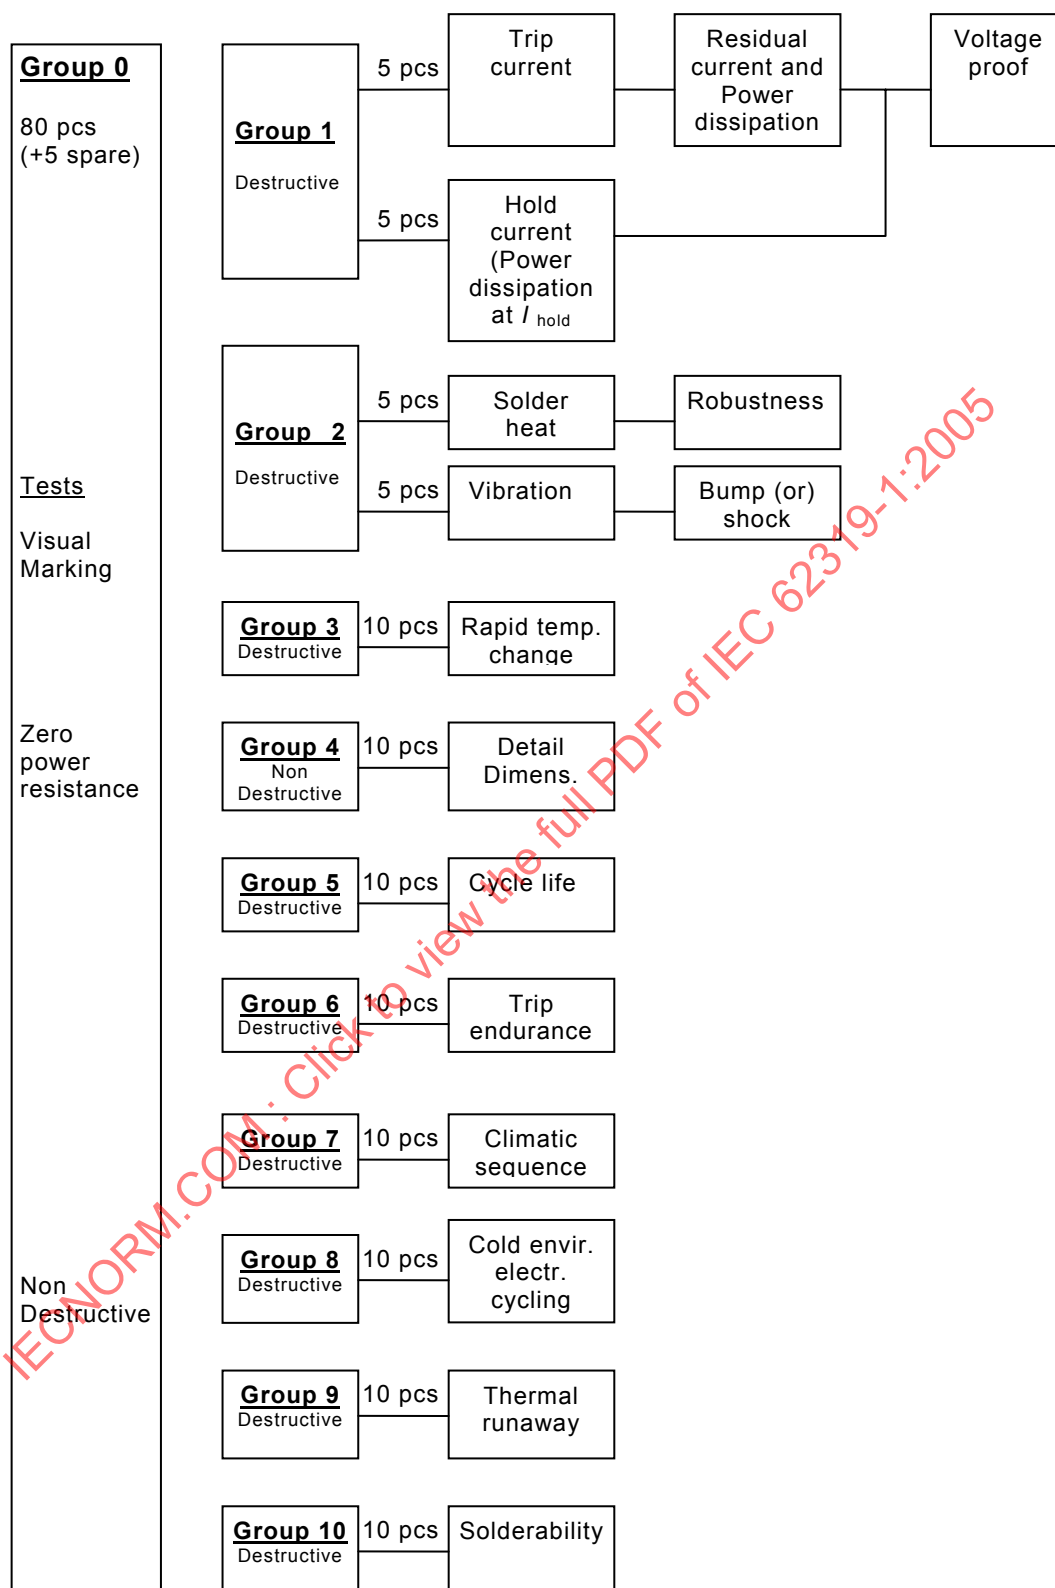 Group 0
80 pcs
(+5 spare)
Tests
Visual
Marking
Zero
power
resistance
Non
Destructive
Group 1
Destructive
5 pcs
Trip
current
Residual
current and
Power
dissipation
Voltage
proof
5 pcs
Hold
current
(Power
dissipation
at I hold
Group 2
Destructive
5 pcs
Solder
heat
Robustness
5 pcs
Vibration
Bump (or)
shock
Group 3
Destructive
10 pcs
Rapid temp.
change
Group 4
Non
Destructive
10 pcs
Detail
Dimens.
Group 5
Destructive
10 pcs
Cycle life
Group 6
Destructive
10 pcs
Trip
endurance
Group 7
Destructive
10 pcs
Climatic
sequence
Group 8
Destructive
10 pcs
Cold envir.
electr.
cycling
Group 9
Destructive
10 pcs
Thermal
runaway
Group 10
Destructive
10 pcs
Solderability
IECNORM.COM : Click to view the full PDF of IEC 62319-1:2005